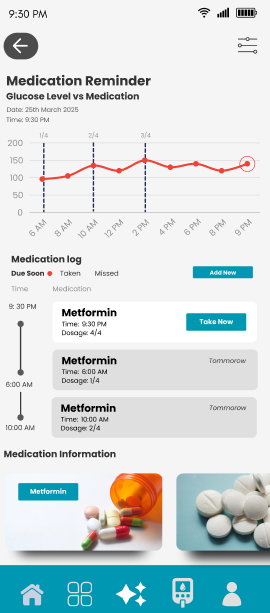 9:30 PM
Medication Reminder
Glucose Level vs Medication
Date: 25th March 2025
Time: 9:30 PM
1/4 2/4 3/4
200
150
100
50
0
6 AM 8 AM 10 AM 12 PM 2 PM 4 PM 6 PM 8 PM 9 PM
Medication log
Due Soon Taken Missed Add New
Time Medication
9: 30 PM
Metformin
Time: 9:30 PM
Dosage: 4/4
Take Now
Metformin
Time: 6:00 AM
Dosage: 1/4
Tommorow
6:00 AM
Metformin
Time: 10:00 AM
Dosage: 2/4
Tommorow
10:00 AM
Medication Information
Metformin